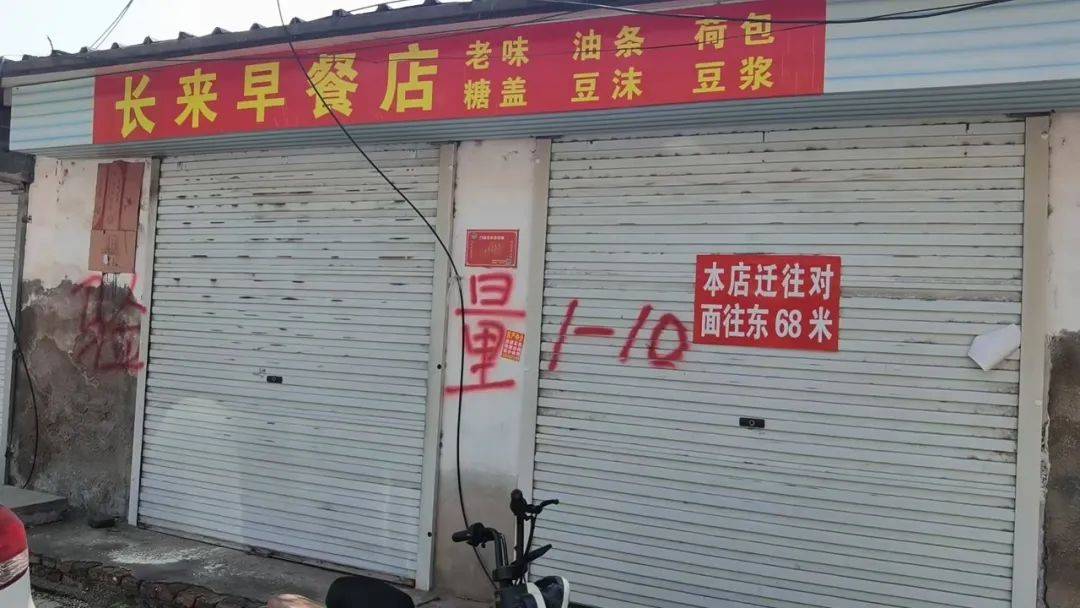 长来早餐店
老味 油条 荷包
糖盖 豆沫 豆浆
验
量
1-10
本店迁往对
面往东68米